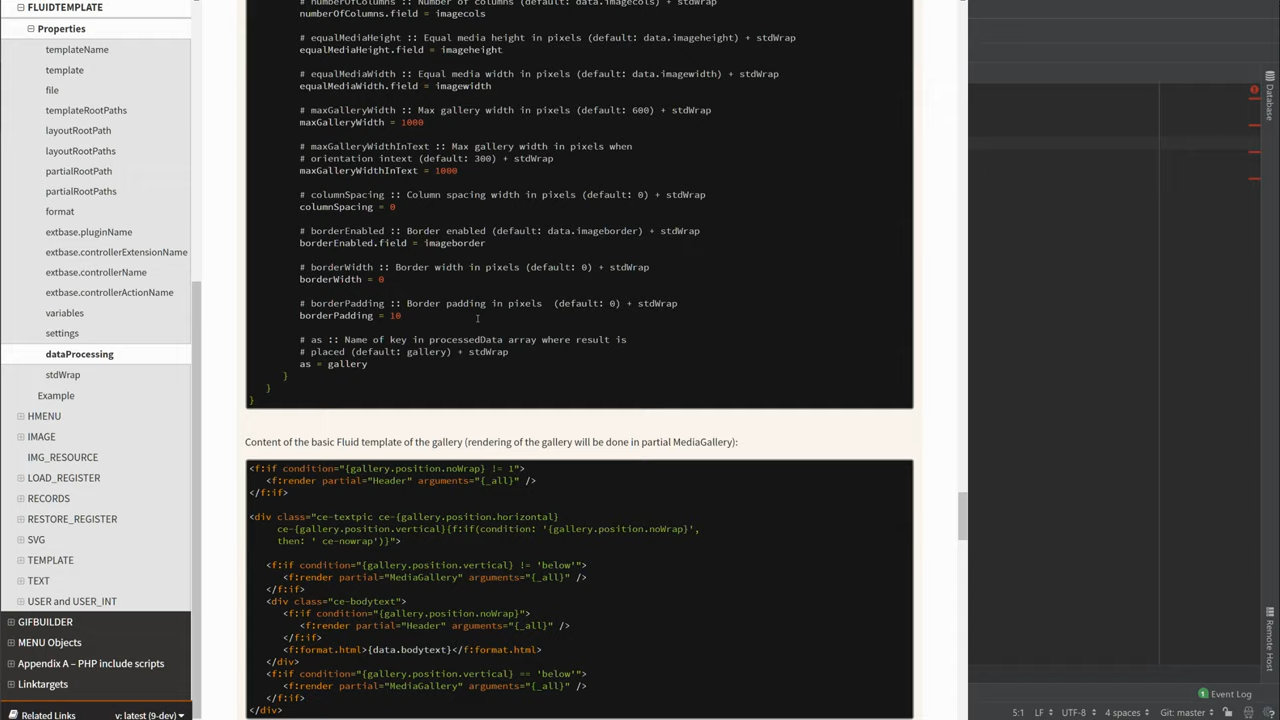 FLUIDTEMPLATE
Properties
templateName
template
file
templateRootPaths
layoutRootPath
layoutRootPaths
partialRootPath
partialRootPaths
format
extbase.pluginName
extbase.controllerExtensionName
extbase.controllerName
extbase.controllerActionName
variables
settings
dataProcessing
stdWrap
Example
HMENU
IMAGE
IMG_RESOURCE
LOAD_REGISTER
RECORDS
RESTORE_REGISTER
SVG
TEMPLATE
TEXT
USER and USER_INT
GIFBUILDER
MENU Objects
Appendix A – PHP include scripts
Linktargets
Related Links v: latest (9-dev)
# numberOfColumns :: Number of columns (default: data.imagecols) + stdWrap
numberOfColumns.field = imagecols
# equalMediaHeight :: Equal media height in pixels (default: data.imageheight) + stdWrap
equalMediaHeight.field = imageheight
# equalMediaWidth :: Equal media width in pixels (default: data.imagewidth) + stdWrap
equalMediaWidth.field = imagewidth
# maxGalleryWidth :: Max gallery width in pixels (default: 600) + stdWrap
maxGalleryWidth = 1000
# maxGalleryWidthInText :: Max gallery width in pixels when
# orientation intext (default: 300) + stdWrap
maxGalleryWidthInText = 1000
# columnSpacing :: Column spacing width in pixels (default: 0) + stdWrap
columnSpacing = 0
# borderEnabled :: Border enabled (default: data.imageborder) + stdWrap
borderEnabled.field = imageborder
# borderWidth :: Border width in pixels (default: 0) + stdWrap
borderWidth = 0
# borderPadding :: Border padding in pixels  (default: 0) + stdWrap
borderPadding = 10
# as :: Name of key in processedData array where result is
# placed (default: gallery) + stdWrap
as = gallery
}
}
}
Content of the basic Fluid template of the gallery (rendering of the gallery will be done in partial MediaGallery):
<f:if condition="{gallery.position.noWrap} != 1">
<f:render partial="Header" arguments="{_all}" />
</f:if>
<div class="ce-textpic ce-{gallery.position.horizontal}
ce-{gallery.position.vertical}{f:if(condition: '{gallery.position.noWrap}',
then: ' ce-nowrap')}">
<f:if condition="{gallery.position.vertical} != 'below'">
<f:render partial="MediaGallery" arguments="{_all}" />
</f:if>
<div class="ce-bodytext">
<f:if condition="{gallery.position.noWrap}">
<f:render partial="Header" arguments="{_all}" />
</f:if>
<f:format.html>{data.bodytext}</f:format.html>
</div>
<f:if condition="{gallery.position.vertical} == 'below'">
<f:render partial="MediaGallery" arguments="{_all}" />
</f:if>
</div>
Database
Remote Host
1 Event Log
5:1 LF UTF-8 4 spaces Git: master